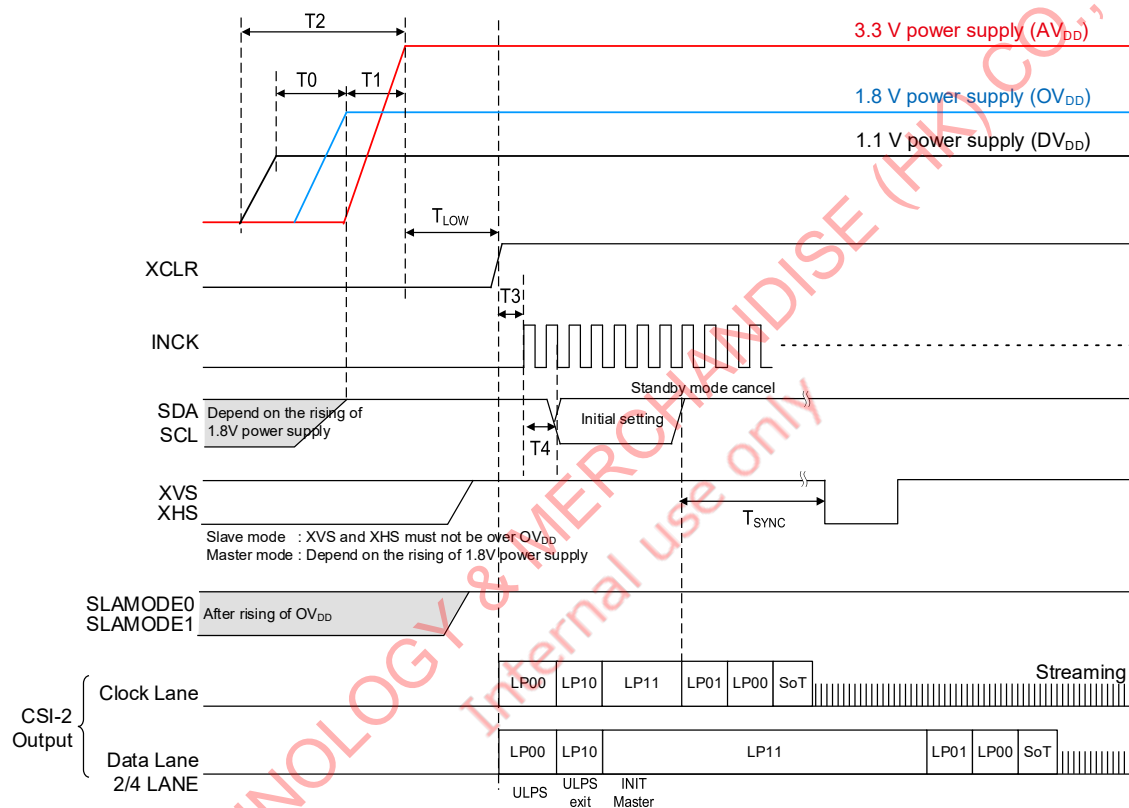 T2
3.3 V power supply (AVDD)
T0
T1
1.8 V power supply (OVDD)
1.1 V power supply (DVDD)
TLOW
XCLR
T3
INCK
Standby mode cancel
SDA
SCL
Depend on the rising of
1.8V power supply
Initial setting
T4
XVS
XHS
TSYNC
Slave mode : XVS and XHS must not be over OVDD
Master mode : Depend on the rising of 1.8V power supply
SLAMODE0
SLAMODE1
After rising of OVDD
CSI-2
Output
Clock Lane
LP00 LP10 LP11 LP01 LP00 SoT
Streaming
Data Lane
2/4 LANE
LP00 LP10 LP11 LP01 LP00 SoT
ULPS
ULPS
exit
INIT
Master
NOLOGY & MERCHANDISE (HK) CO.,
Internal use only